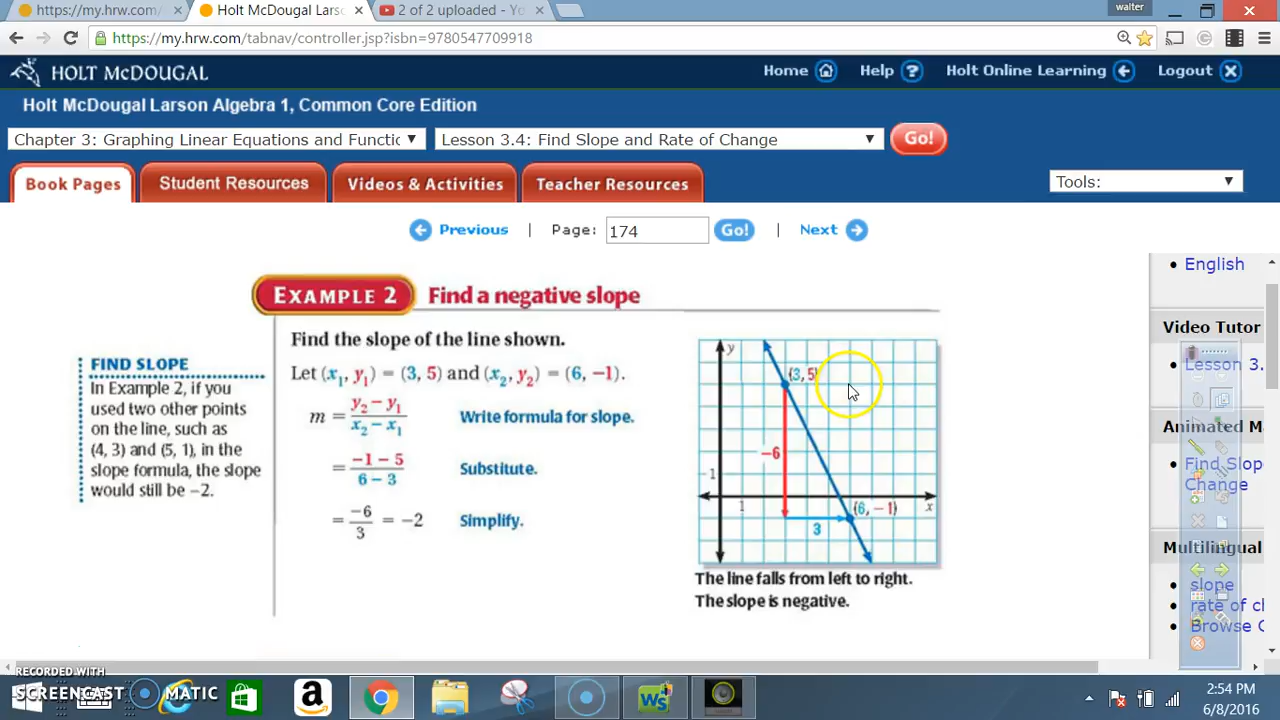 https://my.hrw.com/tabnav/ × Holt McDougal Lars × 2 of 2 uploaded - Yo × walter
https://my.hrw.com/tabnav/controller.jsp?isbn=9780547709918
HOLT MCDOUGAL Home Help ? Holt Online Learning Logout X
Holt McDougal Larson Algebra 1, Common Core Edition
Chapter 3: Graphing Linear Equations and Functic Lesson 3.4: Find Slope and Rate of Change Go!
Book Pages Student Resources Videos & Activities Teacher Resources Tools:
Previous | Page: 174 Go! | Next
EXAMPLE 2 Find a negative slope
Find the slope of the line shown.
Let (x₁, y₁) = (3, 5) and (x₂, y₂) = (6, −1).
m = y₂ − y₁ / x₂ − x₁ Write formula for slope.
= −1 − 5 / 6 − 3 Substitute.
= −6 / 3 = −2 Simplify.
FIND SLOPE
In Example 2, if you
used two other points
on the line, such as
(4, 3) and (5, 1), in the
slope formula, the slope
would still be −2.
y
(3, 5)
−6
1
1
(6, −1)
x
3
The line falls from left to right.
The slope is negative.
English
Video Tutor
Lesson 3.
Animated M
Find Slop
Change
Multilingual
slope
rate of ch
Browse C
RECORDED WITH
SCREENCAST MATIC
2:54 PM
6/8/2016